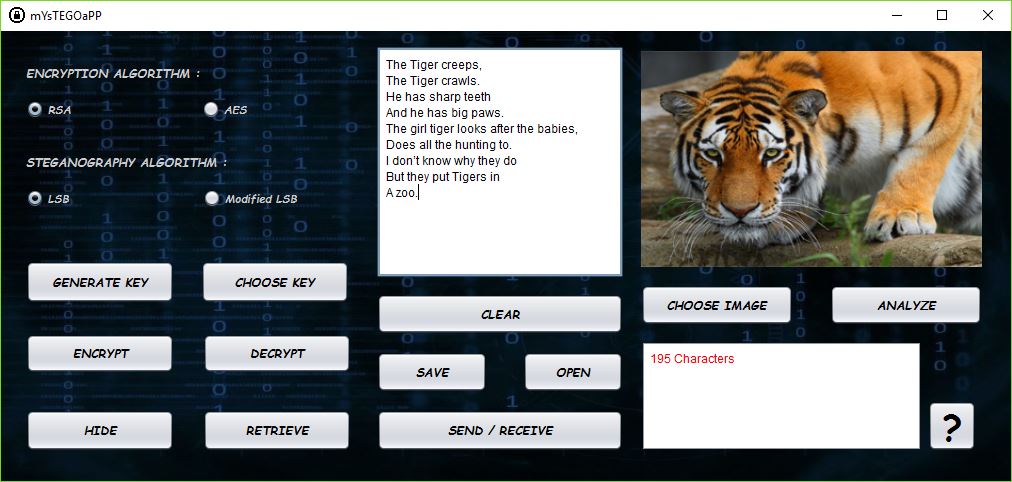 mYsTEGOaPP
ENCRYPTION ALGORITHM :
RSA
AES
STEGANOGRAPHY ALGORITHM :
LSB
Modified LSB
GENERATE KEY
CHOOSE KEY
ENCRYPT
DECRYPT
HIDE
RETRIEVE
The Tiger creeps,
The Tiger crawls.
He has sharp teeth
And he has big paws.
The girl tiger looks after the babies,
Does all the hunting to.
I don't know why they do
But they put Tigers in
A zoo.
CLEAR
SAVE
OPEN
SEND / RECEIVE
CHOOSE IMAGE
ANALYZE
195 Characters
?